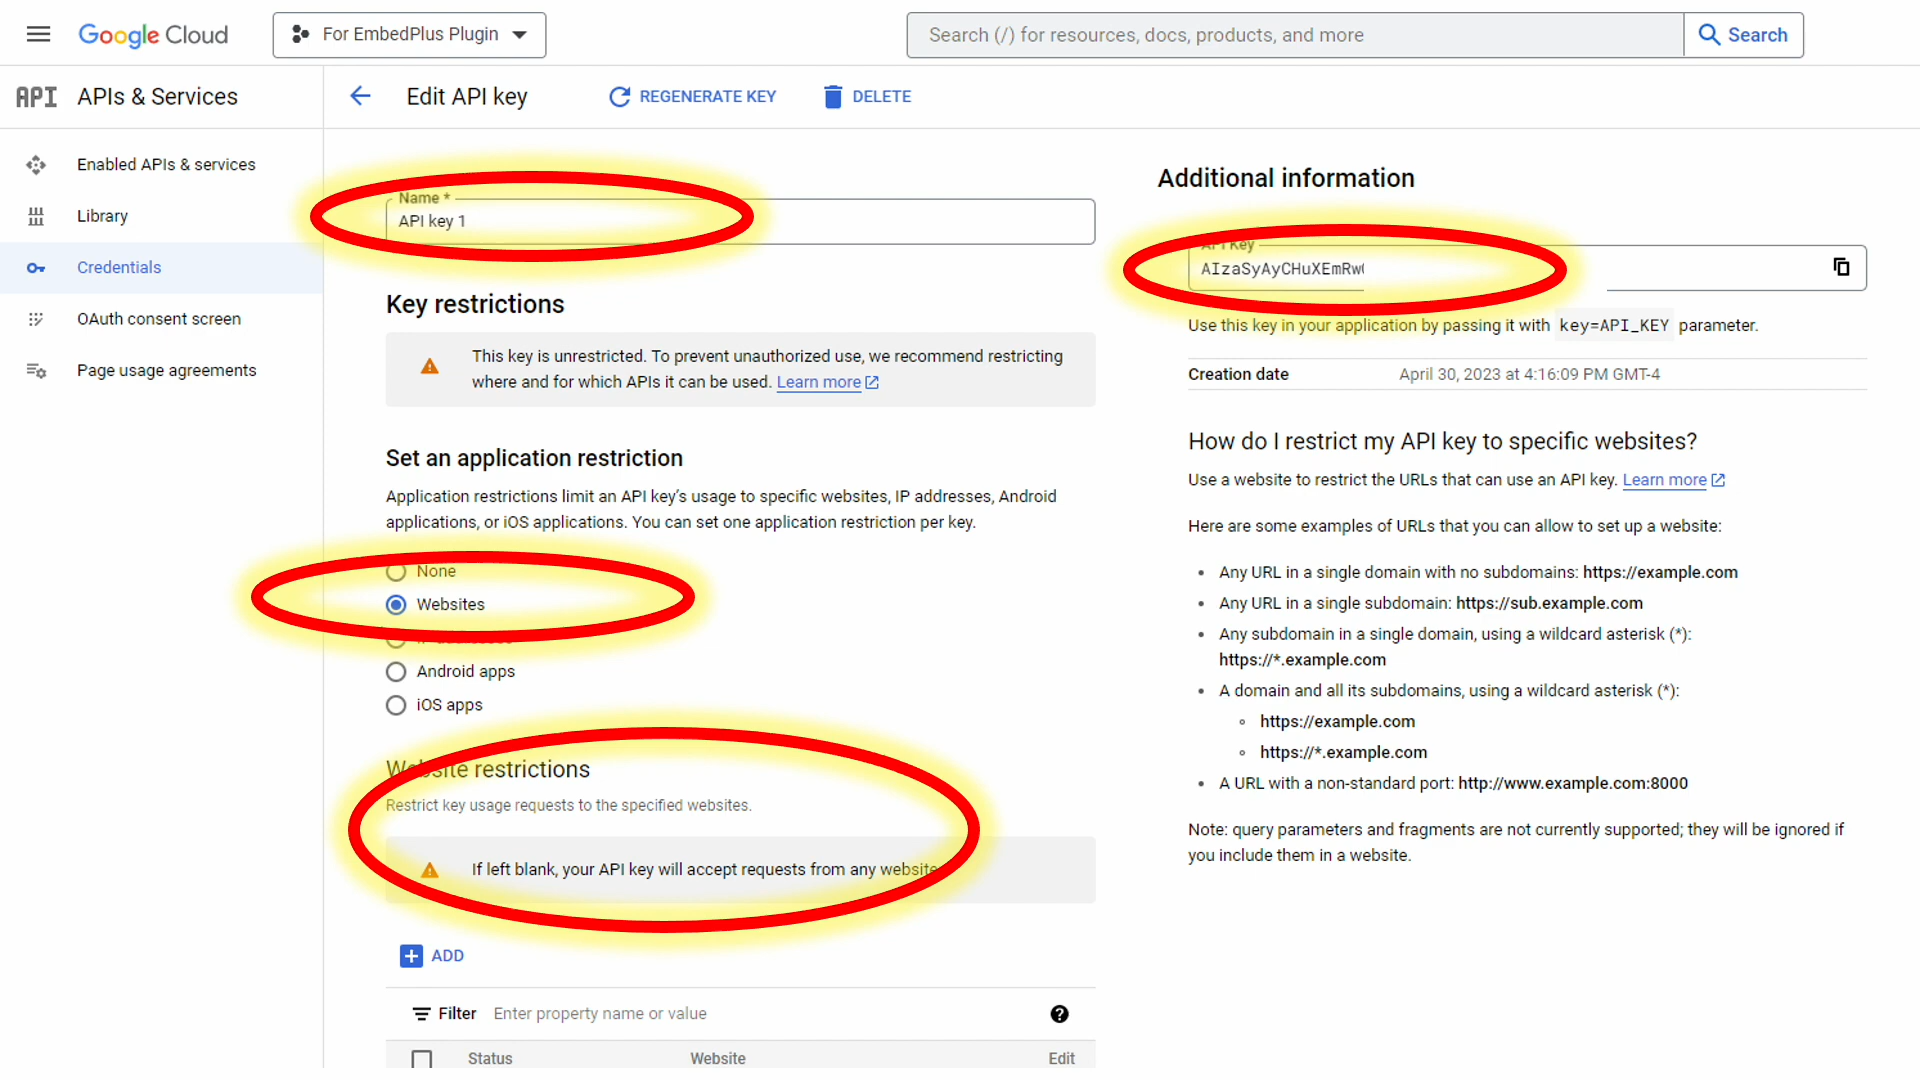 Google Cloud
For EmbedPlus Plugin
Search (/) for resources, docs, products, and more
Search
API
APIs & Services
Edit API key
REGENERATE KEY
DELETE
Enabled APIs & services
Library
Credentials
OAuth consent screen
Page usage agreements
Name *
API key 1
Key restrictions
This key is unrestricted. To prevent unauthorized use, we recommend restricting
where and for which APIs it can be used. Learn more
Set an application restriction
Application restrictions limit an API key’s usage to specific websites, IP addresses, Android
applications, or iOS applications. You can set one application restriction per key.
None
Websites
Android apps
iOS apps
Website restrictions
Restrict key usage requests to the specified websites.
If left blank, your API key will accept requests from any website
ADD
Filter
Enter property name or value
Status
Website
Edit
Additional information
API Key
AIzaSyAyCHuXEmRw
Use this key in your application by passing it with key=API_KEY parameter.
Creation date
April 30, 2023 at 4:16:09 PM GMT-4
How do I restrict my API key to specific websites?
Use a website to restrict the URLs that can use an API key. Learn more
Here are some examples of URLs that you can allow to set up a website:
Any URL in a single domain with no subdomains: https://example.com
Any URL in a single subdomain: https://sub.example.com
Any subdomain in a single domain, using a wildcard asterisk (*):
https://*.example.com
A domain and all its subdomains, using a wildcard asterisk (*):
https://example.com
https://*.example.com
A URL with a non-standard port: http://www.example.com:8000
Note: query parameters and fragments are not currently supported; they will be ignored if
you include them in a website.